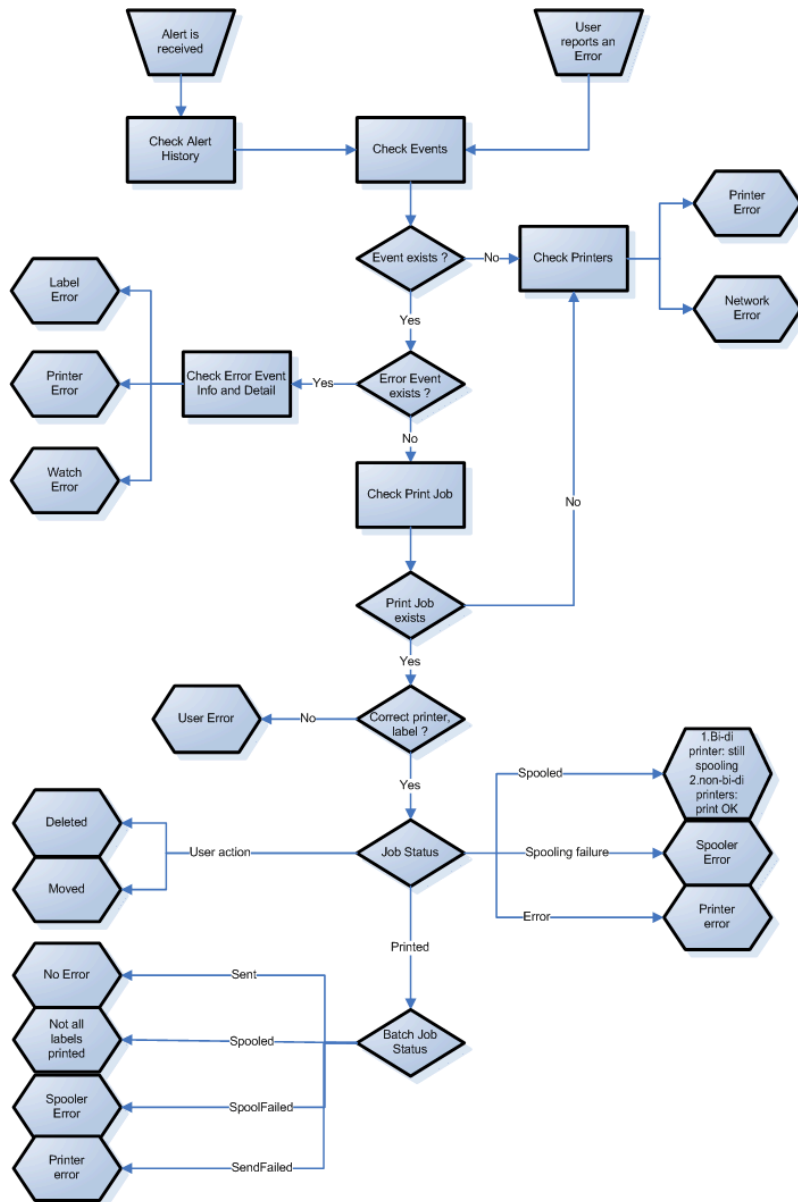 Alert is
received
User
reports an
Error
Check Alert
History
Check Events
Printer
Error
Event exists ?
No
Check Printers
Label
Error
Network
Error
Yes
Printer
Error
Check Error Event
Info and Detail
Yes
Error Event
exists ?
No
Watch
Error
Check Print Job
No
Print Job
exists
Yes
User Error
No
Correct printer,
label ?
1.Bi-di
printer: still
spooling
2.non-bi-di
printers:
print OK
Spooled
Yes
Deleted
User action
Job Status
Spooling failure
Spooler
Error
Moved
Error
Printer
error
Printed
No Error
Sent
Not all
labels
printed
Spooled
Batch Job
Status
Spooler
Error
SpoolFailed
Printer
error
SendFailed